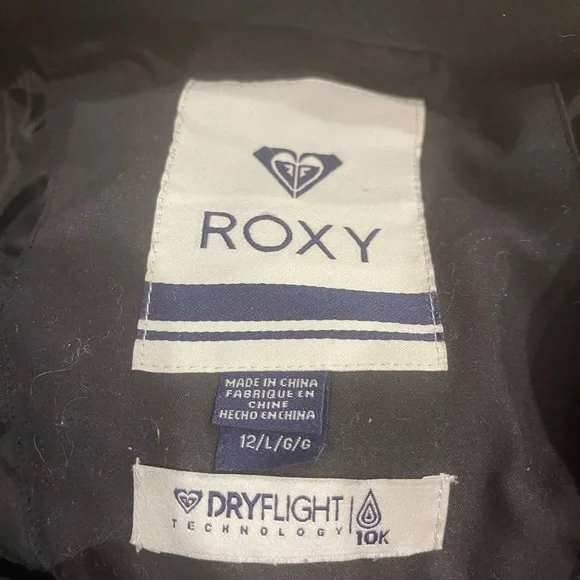 ROXY
MADE IN CHINA
FABRIQUE EN
CHINE
HECHO EN CHINA
12/L/G/G
DRYFLIGHT
TECHNOLOGY
10K